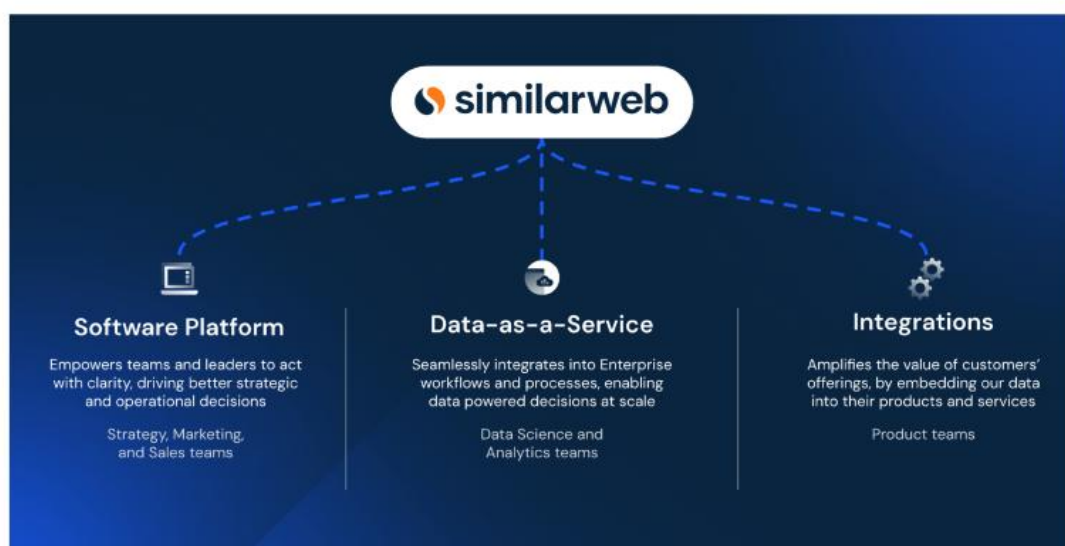 similarweb
Software Platform
Empowers teams and leaders to act
with clarity, driving better strategic
and operational decisions
Strategy, Marketing,
and Sales teams
Data-as-a-Service
Seamlessly integrates into Enterprise
workflows and processes, enabling
data powered decisions at scale
Data Science and
Analytics teams
Integrations
Amplifies the value of customers’
offerings, by embedding our data
into their products and services
Product teams